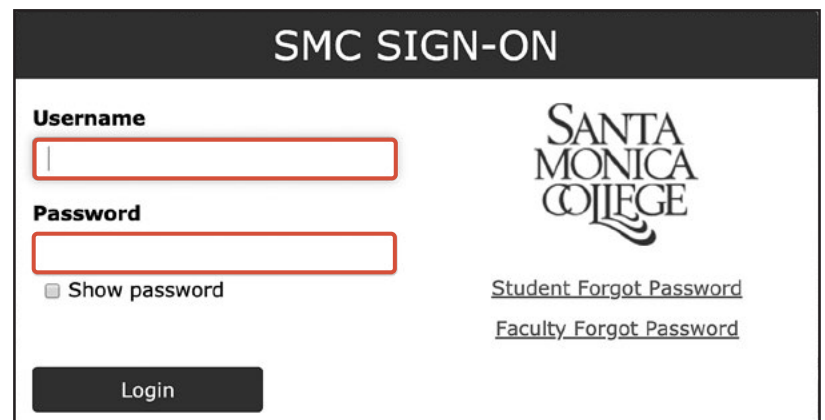 SMC SIGN-ON
Username
Password
Show password
Login
SANTA
MONICA
COLLEGE
Student Forgot Password
Faculty Forgot Password